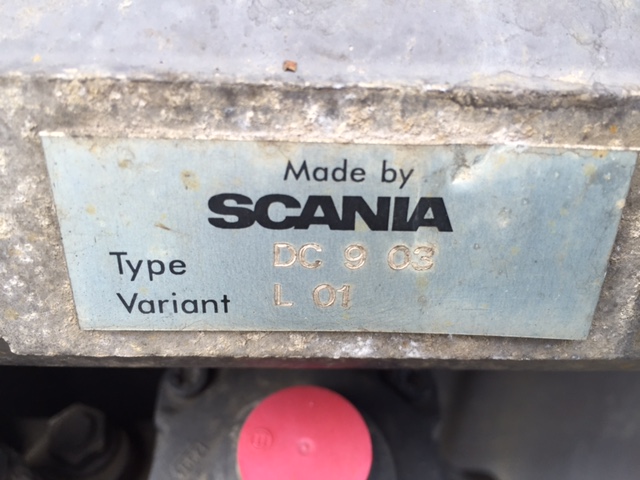 Made by
SCANIA
Type DC 9 03
Variant L 01